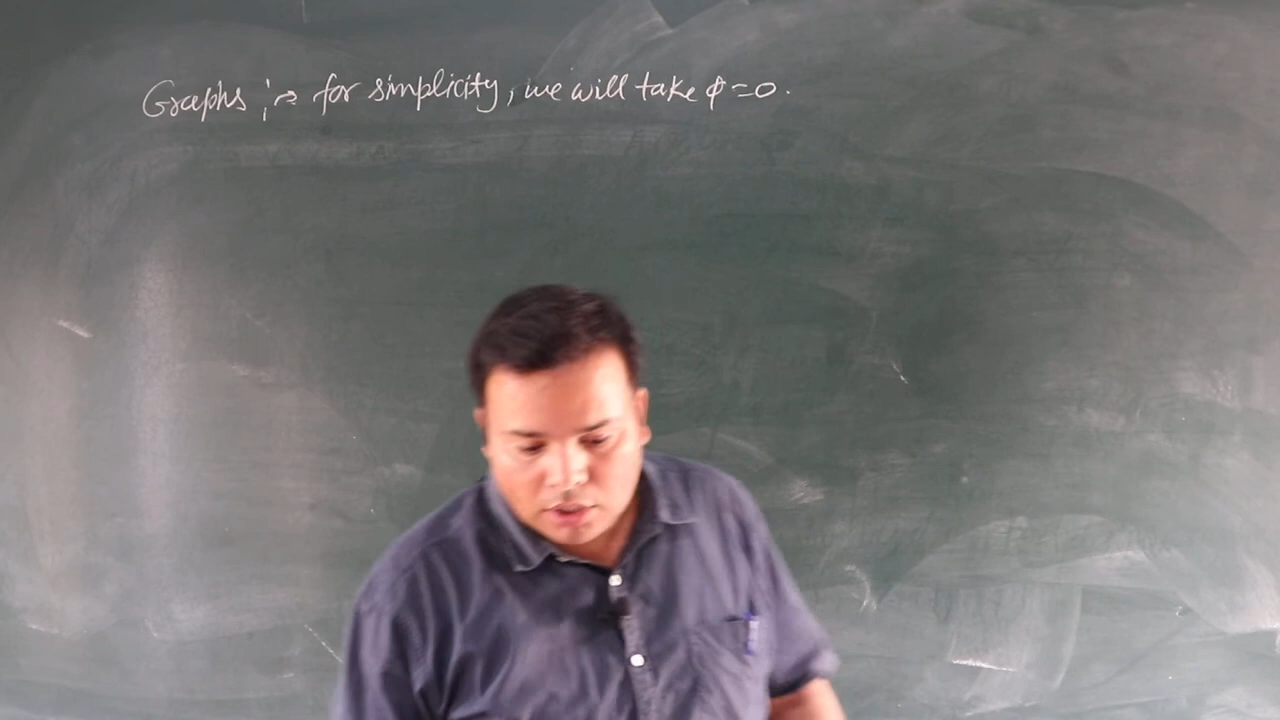 Graphs :→ for simplicity, we will take φ=0.